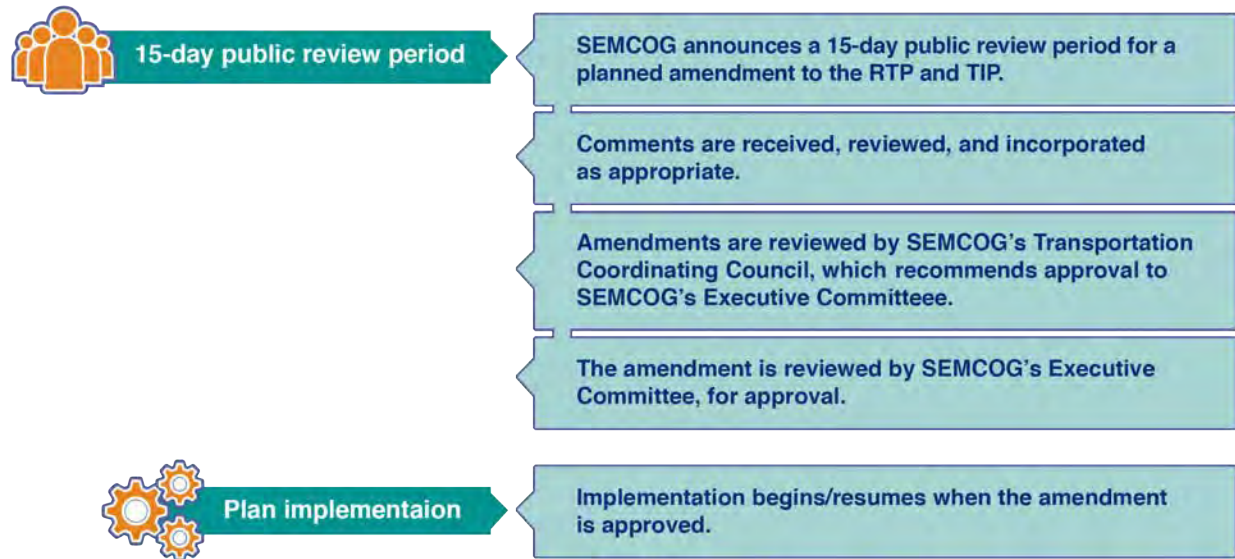 15-day public review period
SEMCOG announces a 15-day public review period for a
planned amendment to the RTP and TIP.
Comments are received, reviewed, and incorporated
as appropriate.
Amendments are reviewed by SEMCOG's Transportation
Coordinating Council, which recommends approval to
SEMCOG's Executive Committeee.
The amendment is reviewed by SEMCOG's Executive
Committee, for approval.
Plan implementaion
Implementation begins/resumes when the amendment
is approved.